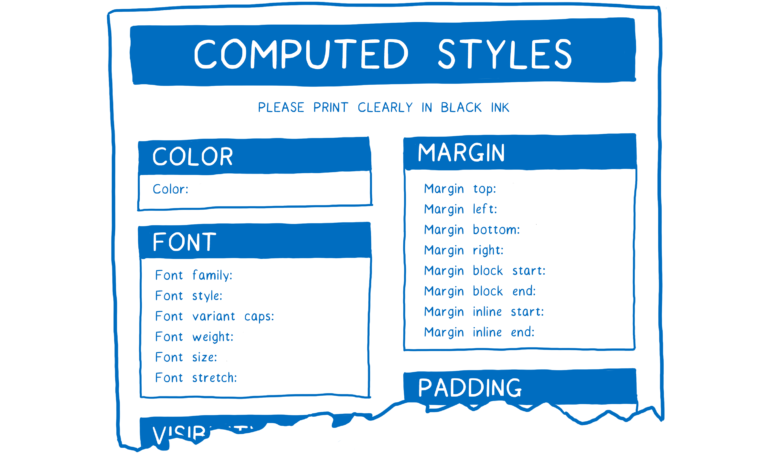 COMPUTED STYLES
PLEASE PRINT CLEARLY IN BLACK INK
COLOR
Color:
FONT
Font family:
Font style:
Font variant caps:
Font weight:
Font size:
Font stretch:
MARGIN
Margin top:
Margin left:
Margin bottom:
Margin right:
Margin block start:
Margin block end:
Margin inline start:
Margin inline end:
PADDING